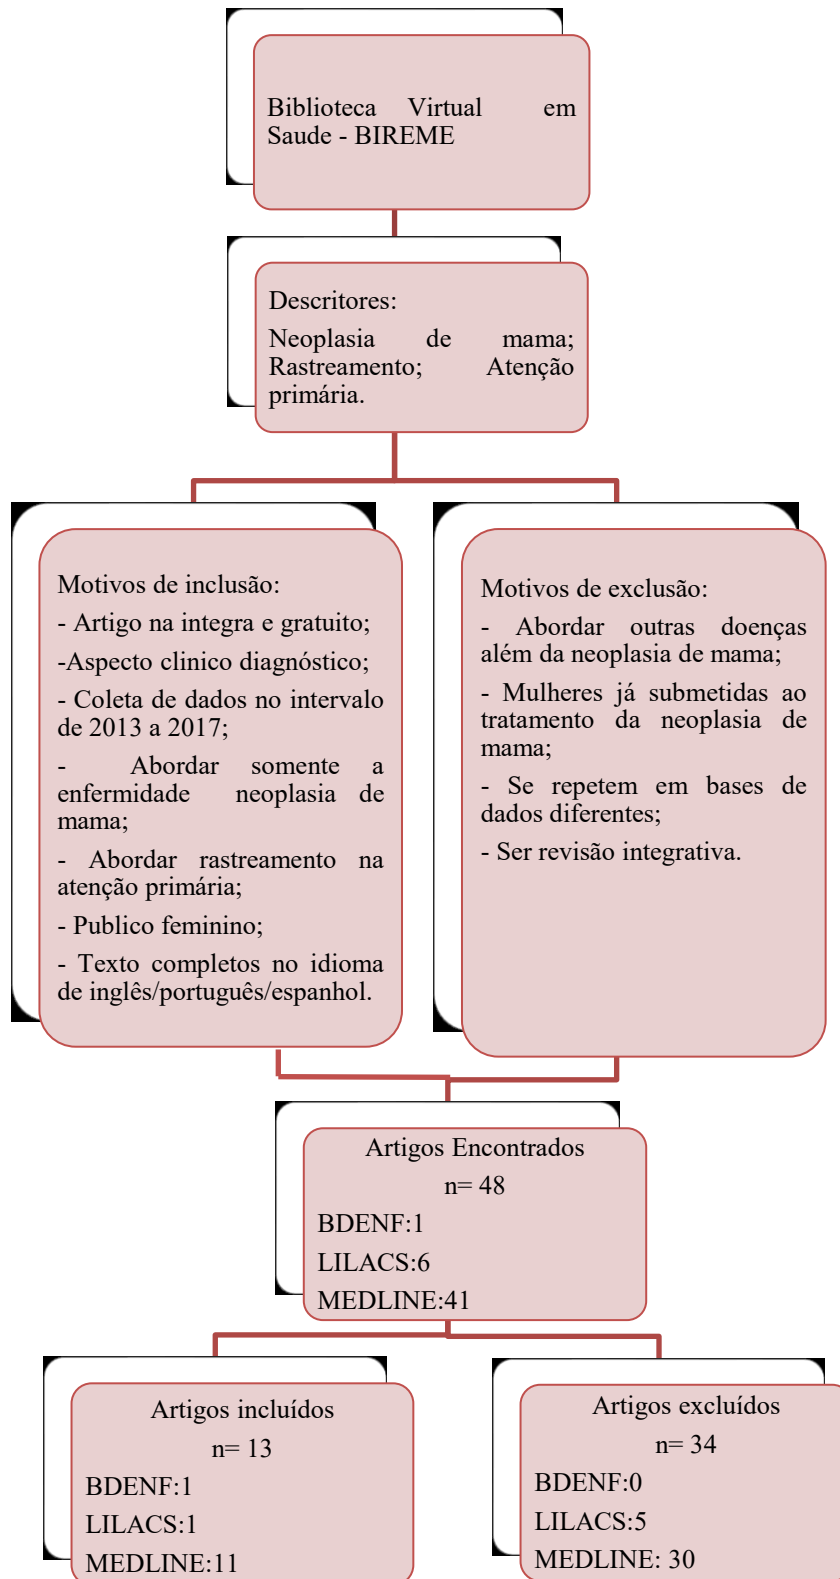 Biblioteca Virtual em
Saude - BIREME
Descritores:
Neoplasia de mama;
Rastreamento; Atenção
primária.
Motivos de inclusão:
- Artigo na integra e gratuito;
-Aspecto clinico diagnóstico;
- Coleta de dados no intervalo
de 2013 a 2017;
- Abordar somente a
enfermidade neoplasia de
mama;
- Abordar rastreamento na
atenção primária;
- Publico feminino;
- Texto completos no idioma
de inglês/português/espanhol.
Motivos de exclusão:
- Abordar outras doenças
além da neoplasia de mama;
- Mulheres já submetidas ao
tratamento da neoplasia de
mama;
- Se repetem em bases de
dados diferentes;
- Ser revisão integrativa.
Artigos Encontrados
n= 48
BDENF:1
LILACS:6
MEDLINE:41
Artigos incluídos
n= 13
BDENF:1
LILACS:1
MEDLINE:11
Artigos excluídos
n= 34
BDENF:0
LILACS:5
MEDLINE: 30